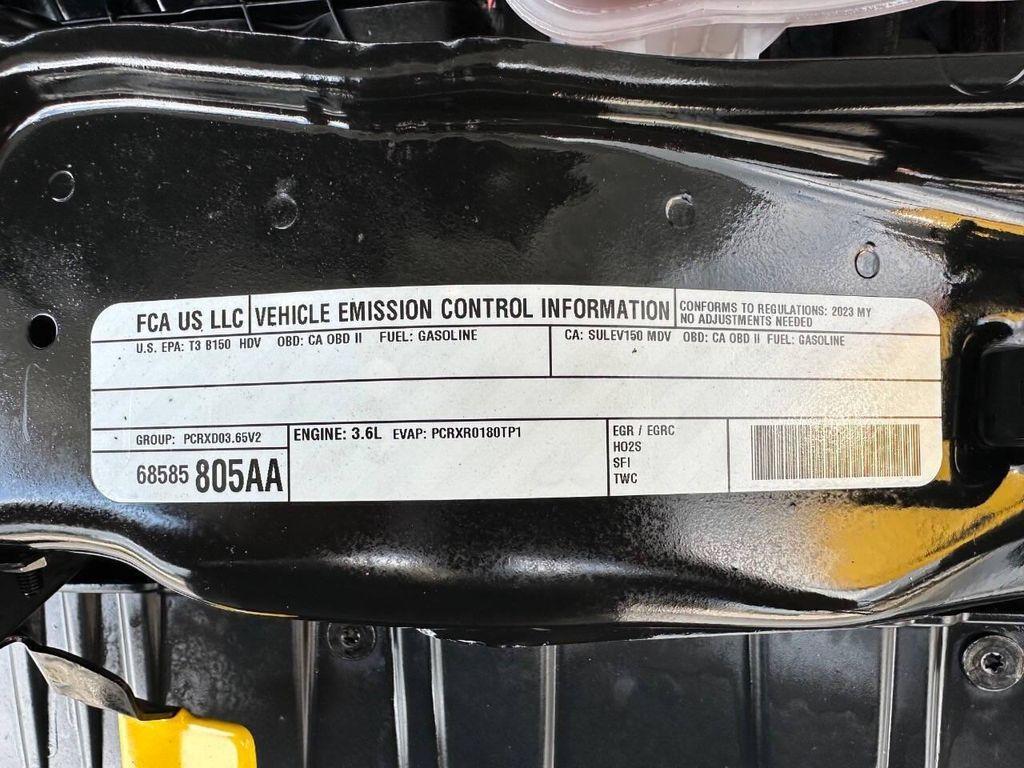 FCA US LLC
VEHICLE EMISSION CONTROL INFORMATION
CONFORMS TO REGULATIONS: 2023 MY
NO ADJUSTMENTS NEEDED
U.S. EPA: T3 B150 HDV OBD: CA OBD II FUEL: GASOLINE
CA: SULEV150 MDV OBD: CA OBD II FUEL: GASOLINE
GROUP: PCRXD03.65V2
68585 805AA
ENGINE: 3.6L EVAP: PCRXR0180TP1
EGR / EGRC
HO2S
SFI
TWC